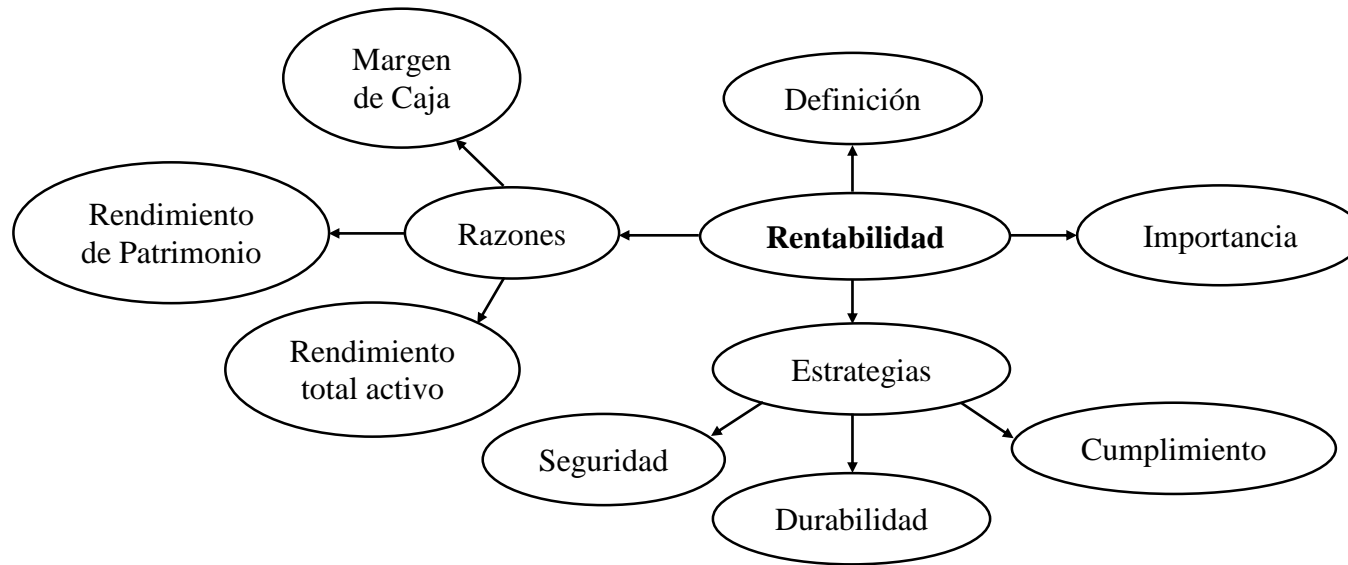 Margen
de Caja
Definición
Rendimiento
de Patrimonio
Razones
Rentabilidad
Importancia
Rendimiento
total activo
Estrategias
Seguridad
Cumplimiento
Durabilidad